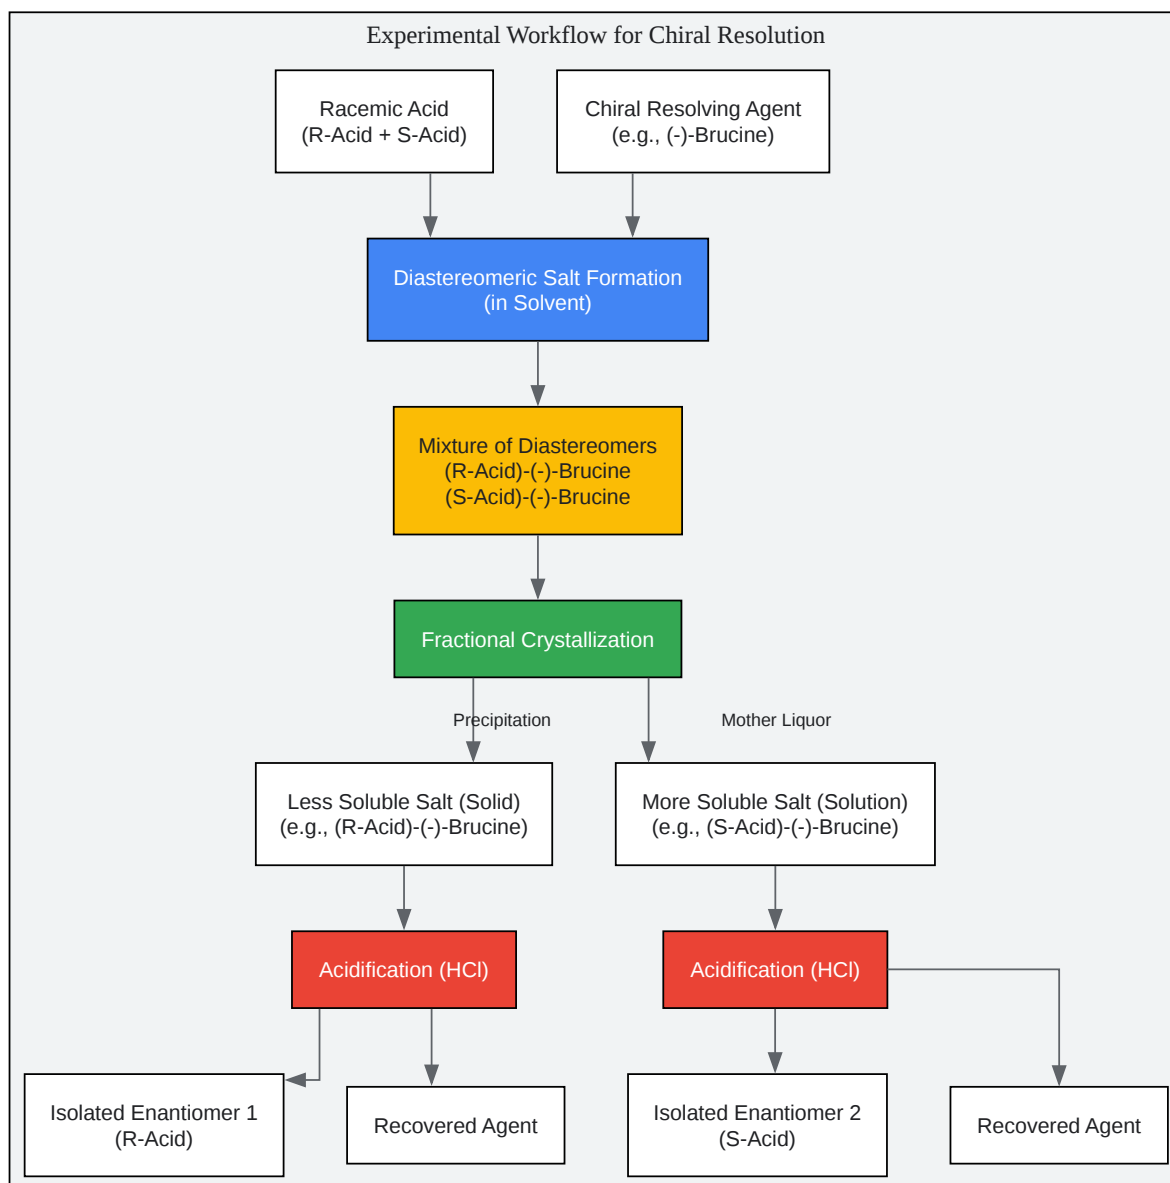 Experimental Workflow for Chiral Resolution
Racemic Acid
(R-Acid + S-Acid)
Chiral Resolving Agent
(e.g., (-)-Brucine)
Diastereomeric Salt Formation
(in Solvent)
Mixture of Diastereomers
(R-Acid)-(-)-Brucine
(S-Acid)-(-)-Brucine
Fractional Crystallization
Precipitation
Mother Liquor
Less Soluble Salt (Solid)
(e.g., (R-Acid)-(-)-Brucine)
More Soluble Salt (Solution)
(e.g., (S-Acid)-(-)-Brucine)
Acidification (HCl)
Acidification (HCl)
Isolated Enantiomer 1
(R-Acid)
Recovered Agent
Isolated Enantiomer 2
(S-Acid)
Recovered Agent